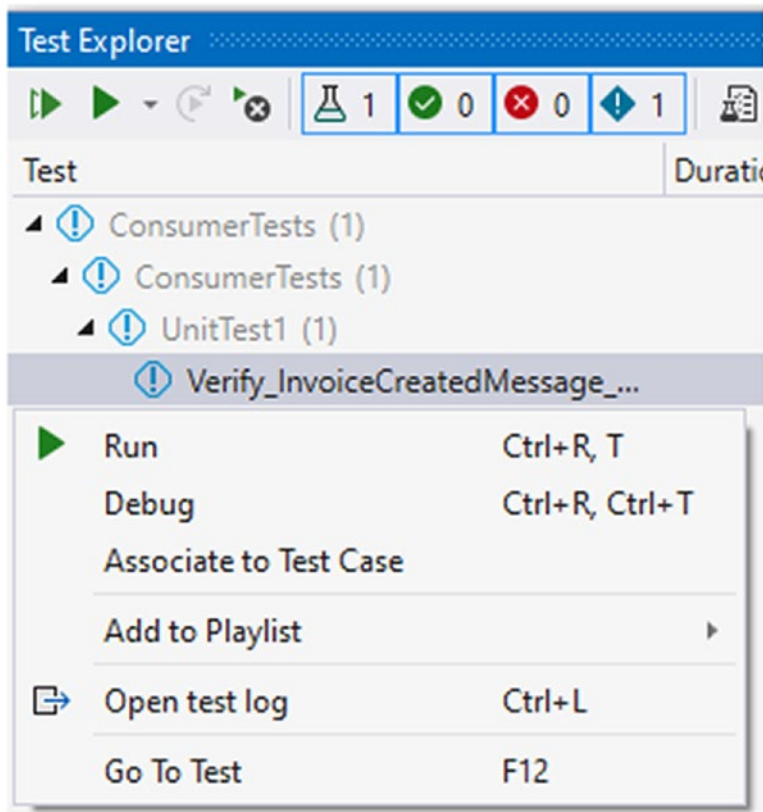 Test Explorer
1 0 0 1
Test Duratio
ConsumerTests (1)
ConsumerTests (1)
UnitTest1 (1)
Verify_InvoiceCreatedMessage_...
Run Ctrl+R, T
Debug Ctrl+R, Ctrl+T
Associate to Test Case
Add to Playlist
Open test log Ctrl+L
Go To Test F12